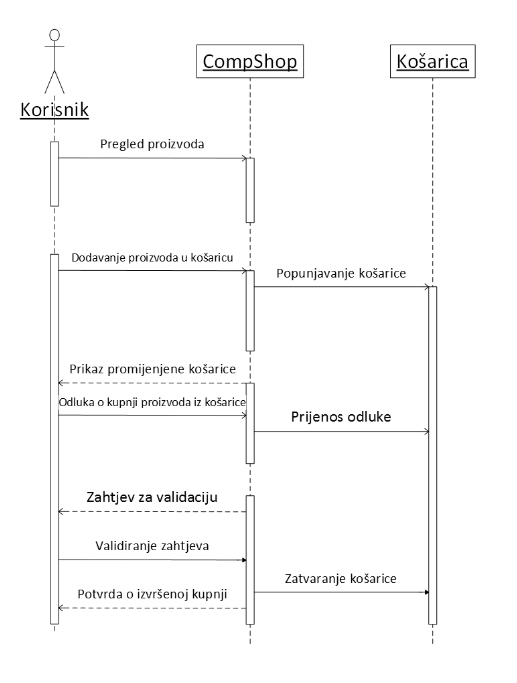 CompShop
Košarica
Korisnik
Pregled proizvoda
Dodavanje proizvoda u košaricu
Popunjavanje košarice
Prikaz promijenjene košarice
Odluka o kupnji proizvoda iz košarice
Prijenos odluke
Zahtjev za validaciju
Validiranje zahtjeva
Zatvaranje košarice
Potvrda o izvršenoj kupnji